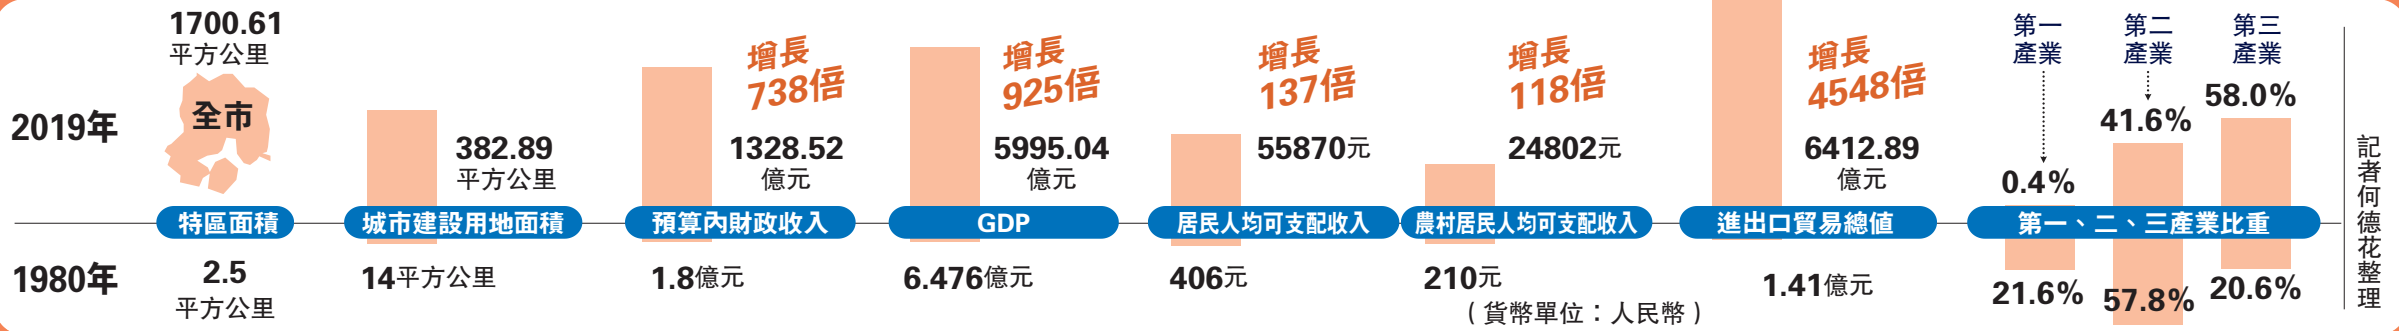 2019年
1700.61
平方公里
全市
382.89
平方公里
增長
738倍
1328.52
億元
增長
925倍
5995.04
億元
增長
137倍
55870元
增長
118倍
24802元
增長
4548倍
6412.89
億元
第一
產業
0.4%
第二
產業
41.6%
第三
產業
58.0%
特區面積
城市建設用地面積
預算內財政收入
GDP
居民人均可支配收入
農村居民人均可支配收入
進出口貿易總值
第一、二、三產業比重
1980年
2.5
平方公里
14平方公里
1.8億元
6.476億元
406元
210元
1.41億元
21.6%
57.8%
20.6%
（貨幣單位：人民幣）
記者何德花整理